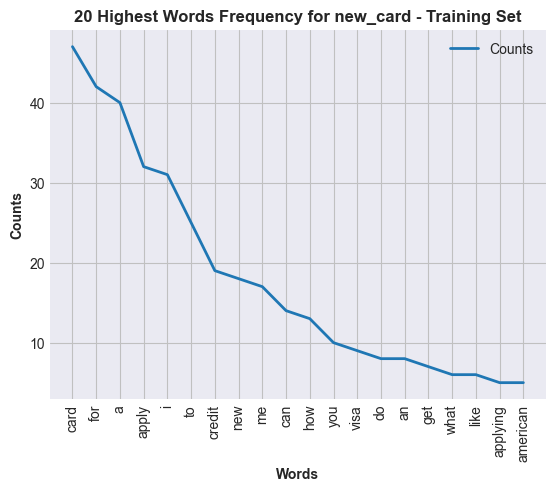 20 Highest Words Frequency for new_card - Training Set
Counts
Counts
40
30
20
10
card
for
a
apply
i
to
credit
new
me
can
how
you
visa
do
an
get
what
like
applying
american
Words